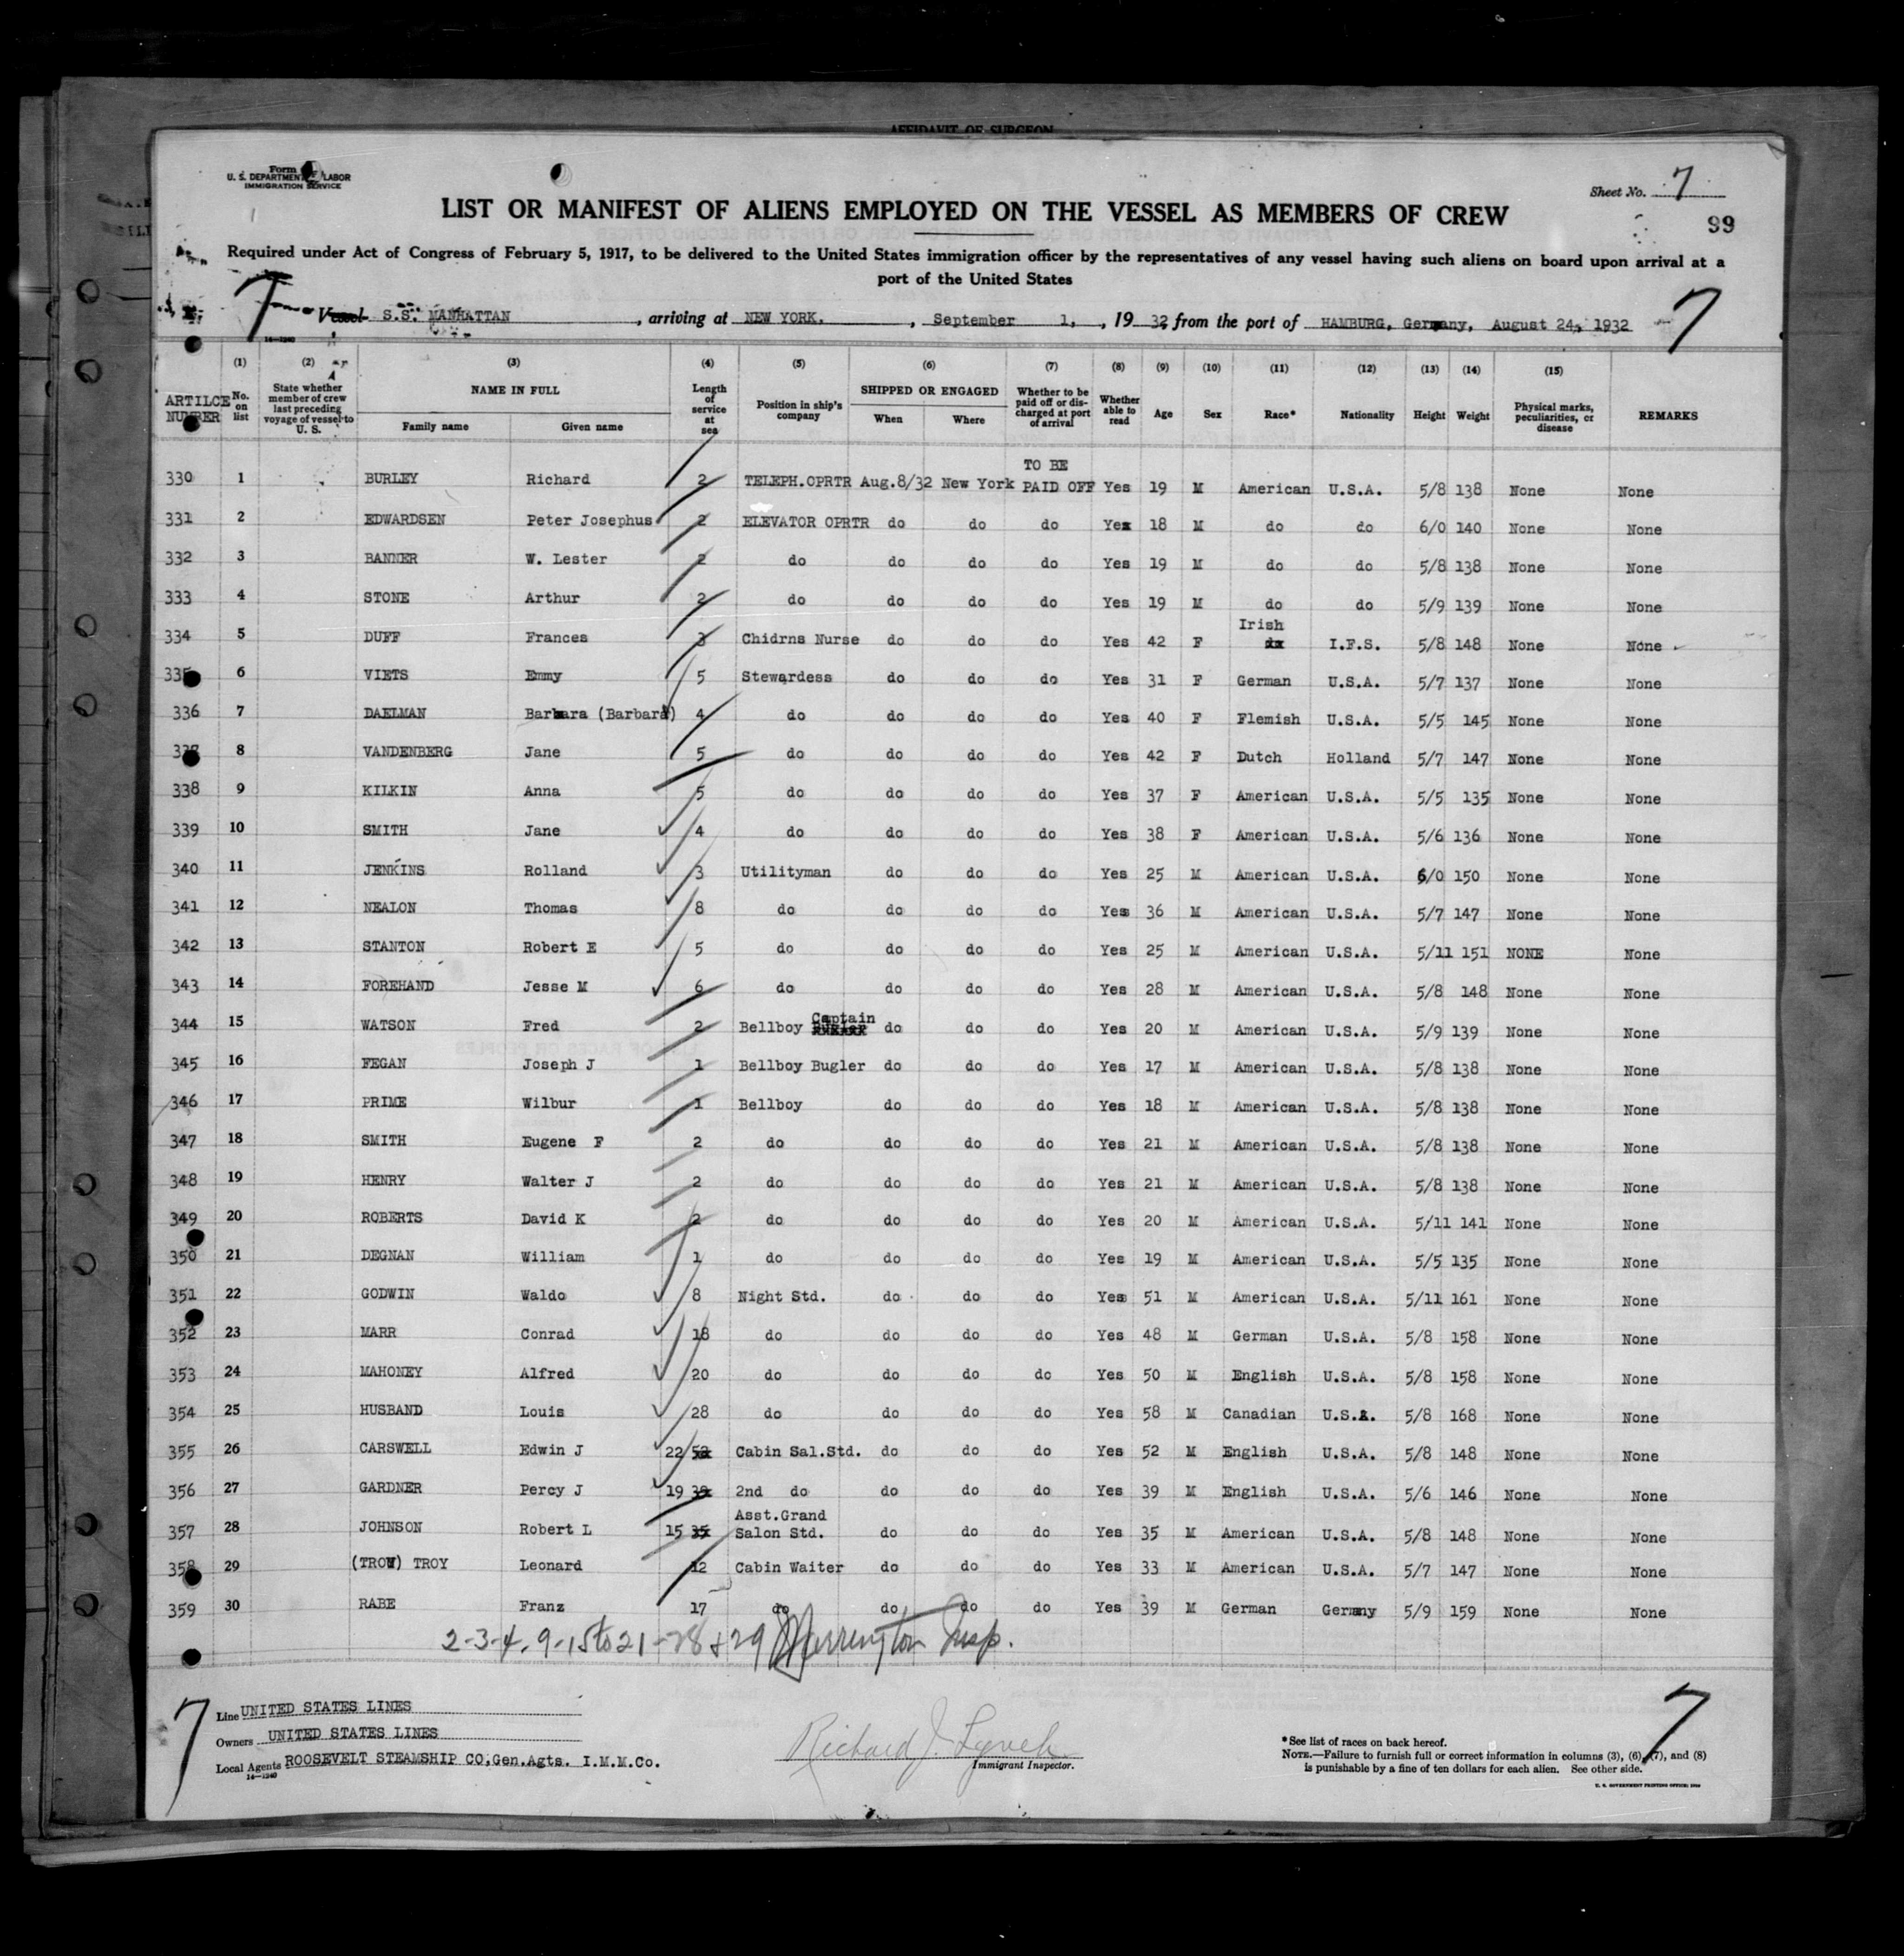 AFFIDAVIT OF SURGEON
Form
U. S. DEPARTMENT OF LABOR
IMMIGRATION SERVICE
Sheet No. 7
99
LIST OR MANIFEST OF ALIENS EMPLOYED ON THE VESSEL AS MEMBERS OF CREW
Required under Act of Congress of February 5, 1917, to be delivered to the United States immigration officer by the representatives of any vessel having such aliens on board upon arrival at a
port of the United States
7 Vessel S.S. MANHATTAN, arriving at NEW YORK., September 1, , 1932 from the port of HAMBURG, Germany, August 24, 1932 7
14-1240
(1) (2) (3) (4) (5) (6) (7) (8) (9) (10) (11) (12) (13) (14) (15)
ARTILCE NUMBER No. on list State whether member of crew last preceding voyage of vessel to U. S. NAME IN FULL Family name Given name Length of service at sea Position in ship's company SHIPPED OR ENGAGED When Where Whether to be paid off or discharged at port of arrival Whether able to read Age Sex Race* Nationality Height Weight Physical marks, peculiarities, or disease REMARKS
330 1 BURLEY Richard 2 TELEPH.OPRTR Aug.8/32 New York TO BE PAID OFF Yes 19 M American U.S.A. 5/8 138 None None
331 2 EDWARDSEN Peter Josephus 2 ELEVATOR OPRTR do do do Yes 18 M do do 6/0 140 None None
332 3 BANNER W. Lester 2 do do do do Yes 19 M do do 5/8 138 None None
333 4 STONE Arthur 2 do do do do Yes 19 M do do 5/9 139 None None
334 5 DUFF Frances 3 Chidrns Nurse do do do Yes 42 F Irish I.F.S. 5/8 148 None None
335 6 VIETS Emmy 5 Stewardess do do do Yes 31 F German U.S.A. 5/7 137 None None
336 7 DAELMAN Barbara (Barbara) 4 do do do do Yes 40 F Flemish U.S.A. 5/5 145 None None
337 8 VANDENBERG Jane 5 do do do do Yes 42 F Dutch Holland 5/7 147 None None
338 9 KILKIN Anna 5 do do do do Yes 37 F American U.S.A. 5/5 135 None None
339 10 SMITH Jane 4 do do do do Yes 38 F American U.S.A. 5/6 136 None None
340 11 JENKINS Rolland 3 Utilityman do do do Yes 25 M American U.S.A. 6/0 150 None None
341 12 NEALON Thomas 8 do do do do Yes 36 M American U.S.A. 5/7 147 None None
342 13 STANTON Robert E 5 do do do do Yes 25 M American U.S.A. 5/11 151 NONE None
343 14 FOREHAND Jesse M 6 do do do do Yes 28 M American U.S.A. 5/8 148 None None
344 15 WATSON Fred 2 Bellboy Captain do do do Yes 20 M American U.S.A. 5/9 139 None None
345 16 FEGAN Joseph J 1 Bellboy Bugler do do do Yes 17 M American U.S.A. 5/8 138 None None
346 17 PRIME Wilbur 1 Bellboy do do do Yes 18 M American U.S.A. 5/8 138 None None
347 18 SMITH Eugene F 2 do do do do Yes 21 M American U.S.A. 5/8 138 None None
348 19 HENRY Walter J 2 do do do do Yes 21 M American U.S.A. 5/8 138 None None
349 20 ROBERTS David K 2 do do do do Yes 20 M American U.S.A. 5/11 141 None None
350 21 DEGNAN William 1 do do do do Yes 19 M American U.S.A. 5/5 135 None None
351 22 GODWIN Waldo 8 Night Std. do do do Yes 51 M American U.S.A. 5/11 161 None None
352 23 MARR Conrad 18 do do do do Yes 48 M German U.S.A. 5/8 158 None None
353 24 MAHONEY Alfred 20 do do do do Yes 50 M English U.S.A. 5/8 158 None None
354 25 HUSBAND Louis 28 do do do do Yes 58 M Canadian U.S.A. 5/8 168 None None
355 26 CARSWELL Edwin J 22 52 Cabin Sal.Std. do do do Yes 52 M English U.S.A. 5/8 148 None None
356 27 GARDNER Percy J 19 39 2nd do do do do Yes 39 M English U.S.A. 5/6 146 None None
357 28 JOHNSON Robert L 15 35 Asst.Grand Salon Std. do do do Yes 35 M American U.S.A. 5/8 148 None None
358 29 (TROW) TROY Leonard 12 Cabin Waiter do do do Yes 33 M American U.S.A. 5/7 147 None None
359 30 RABE Franz 17 do do do do Yes 39 M German Germany 5/9 159 None None
2-3-4. 9-15 to 21-28 & 29 Warrington Insp.
7 7
Line UNITED STATES LINES
Owners UNITED STATES LINES
Local Agents ROOSEVELT STEAMSHIP CO,Gen.Agts. I.M.M.Co.
14-1240
Richard J. Lynch
Immigrant Inspector.
*See list of races on back hereof.
NOTE.—Failure to furnish full or correct information in columns (3), (6), (7), and (8)
is punishable by a fine of ten dollars for each alien. See other side.